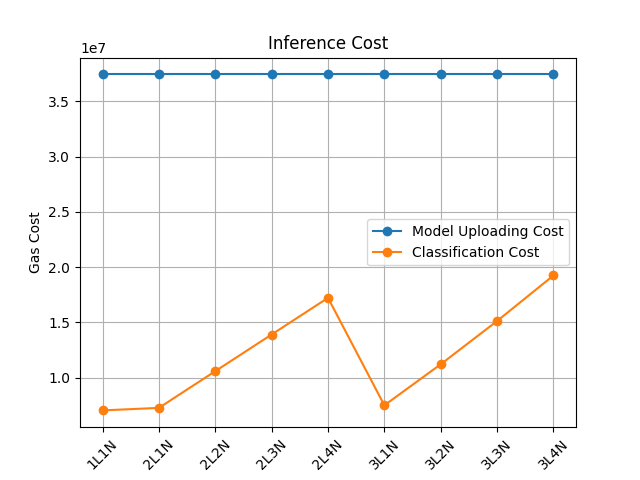 Inference Cost
1e7
3.5
3.0
2.5
2.0
1.5
1.0
Gas Cost
Model Uploading Cost
Classification Cost
1L1N
2L1N
2L2N
2L3N
2L4N
3L1N
3L2N
3L3N
3L4N